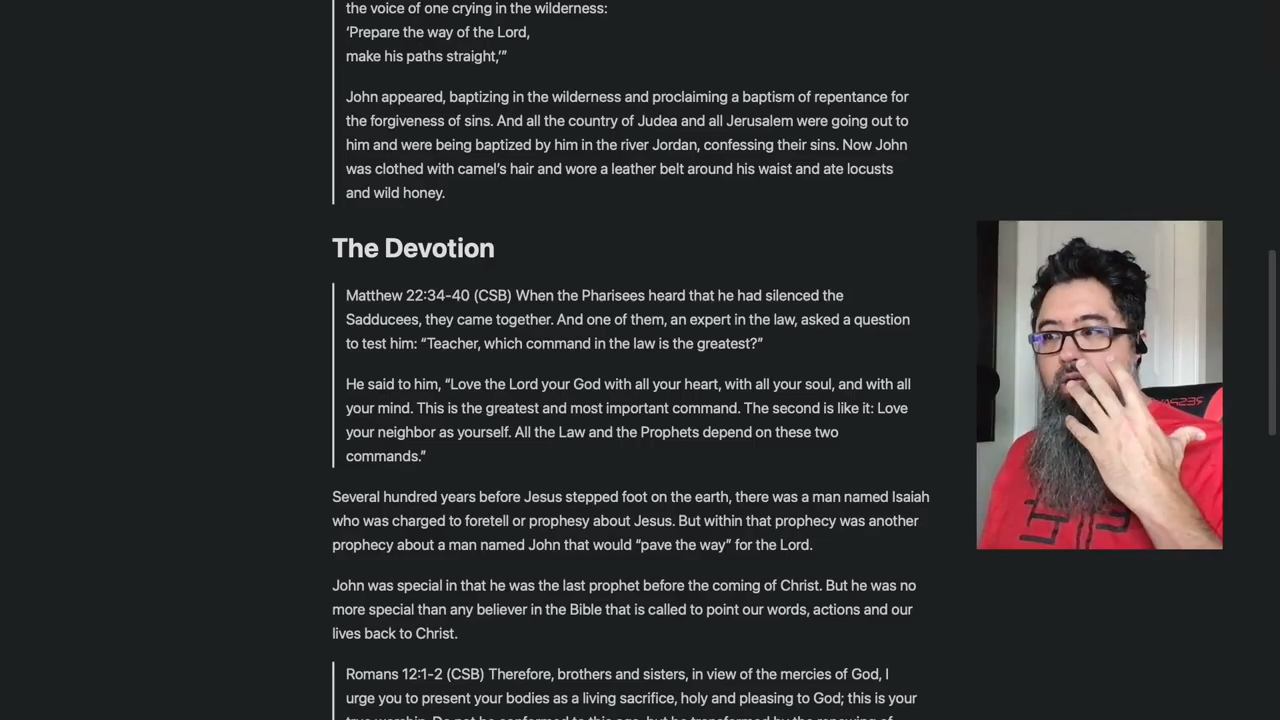 the voice of one crying in the wilderness:
‘Prepare the way of the Lord,
make his paths straight,’”
John appeared, baptizing in the wilderness and proclaiming a baptism of repentance for
the forgiveness of sins. And all the country of Judea and all Jerusalem were going out to
him and were being baptized by him in the river Jordan, confessing their sins. Now John
was clothed with camel’s hair and wore a leather belt around his waist and ate locusts
and wild honey.
The Devotion
Matthew 22:34-40 (CSB) When the Pharisees heard that he had silenced the
Sadducees, they came together. And one of them, an expert in the law, asked a question
to test him: “Teacher, which command in the law is the greatest?”
He said to him, “Love the Lord your God with all your heart, with all your soul, and with all
your mind. This is the greatest and most important command. The second is like it: Love
your neighbor as yourself. All the Law and the Prophets depend on these two
commands.”
Several hundred years before Jesus stepped foot on the earth, there was a man named Isaiah
who was charged to foretell or prophesy about Jesus. But within that prophecy was another
prophecy about a man named John that would “pave the way” for the Lord.
John was special in that he was the last prophet before the coming of Christ. But he was no
more special than any believer in the Bible that is called to point our words, actions and our
lives back to Christ.
Romans 12:1-2 (CSB) Therefore, brothers and sisters, in view of the mercies of God, I
urge you to present your bodies as a living sacrifice, holy and pleasing to God; this is your